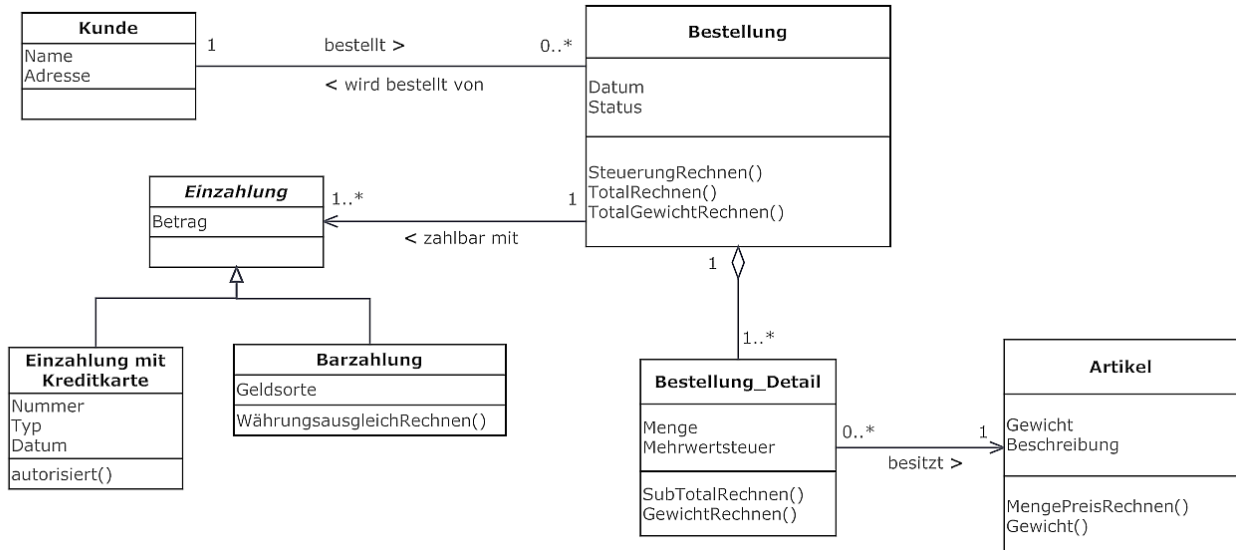 Kunde
Name
Adresse
1
bestellt >
0..*
< wird bestellt von
Bestellung
Datum
Status
SteuerungRechnen()
TotalRechnen()
TotalGewichtRechnen()
Einzahlung
Betrag
1..*
1
< zahlbar mit
1
1..*
Einzahlung mit
Kreditkarte
Nummer
Typ
Datum
autorisiert()
Barzahlung
Geldsorte
WährungsausgleichRechnen()
Bestellung_Detail
Menge
Mehrwertsteuer
SubTotalRechnen()
GewichtRechnen()
0..*
1
besitzt >
Artikel
Gewicht
Beschreibung
MengePreisRechnen()
Gewicht()